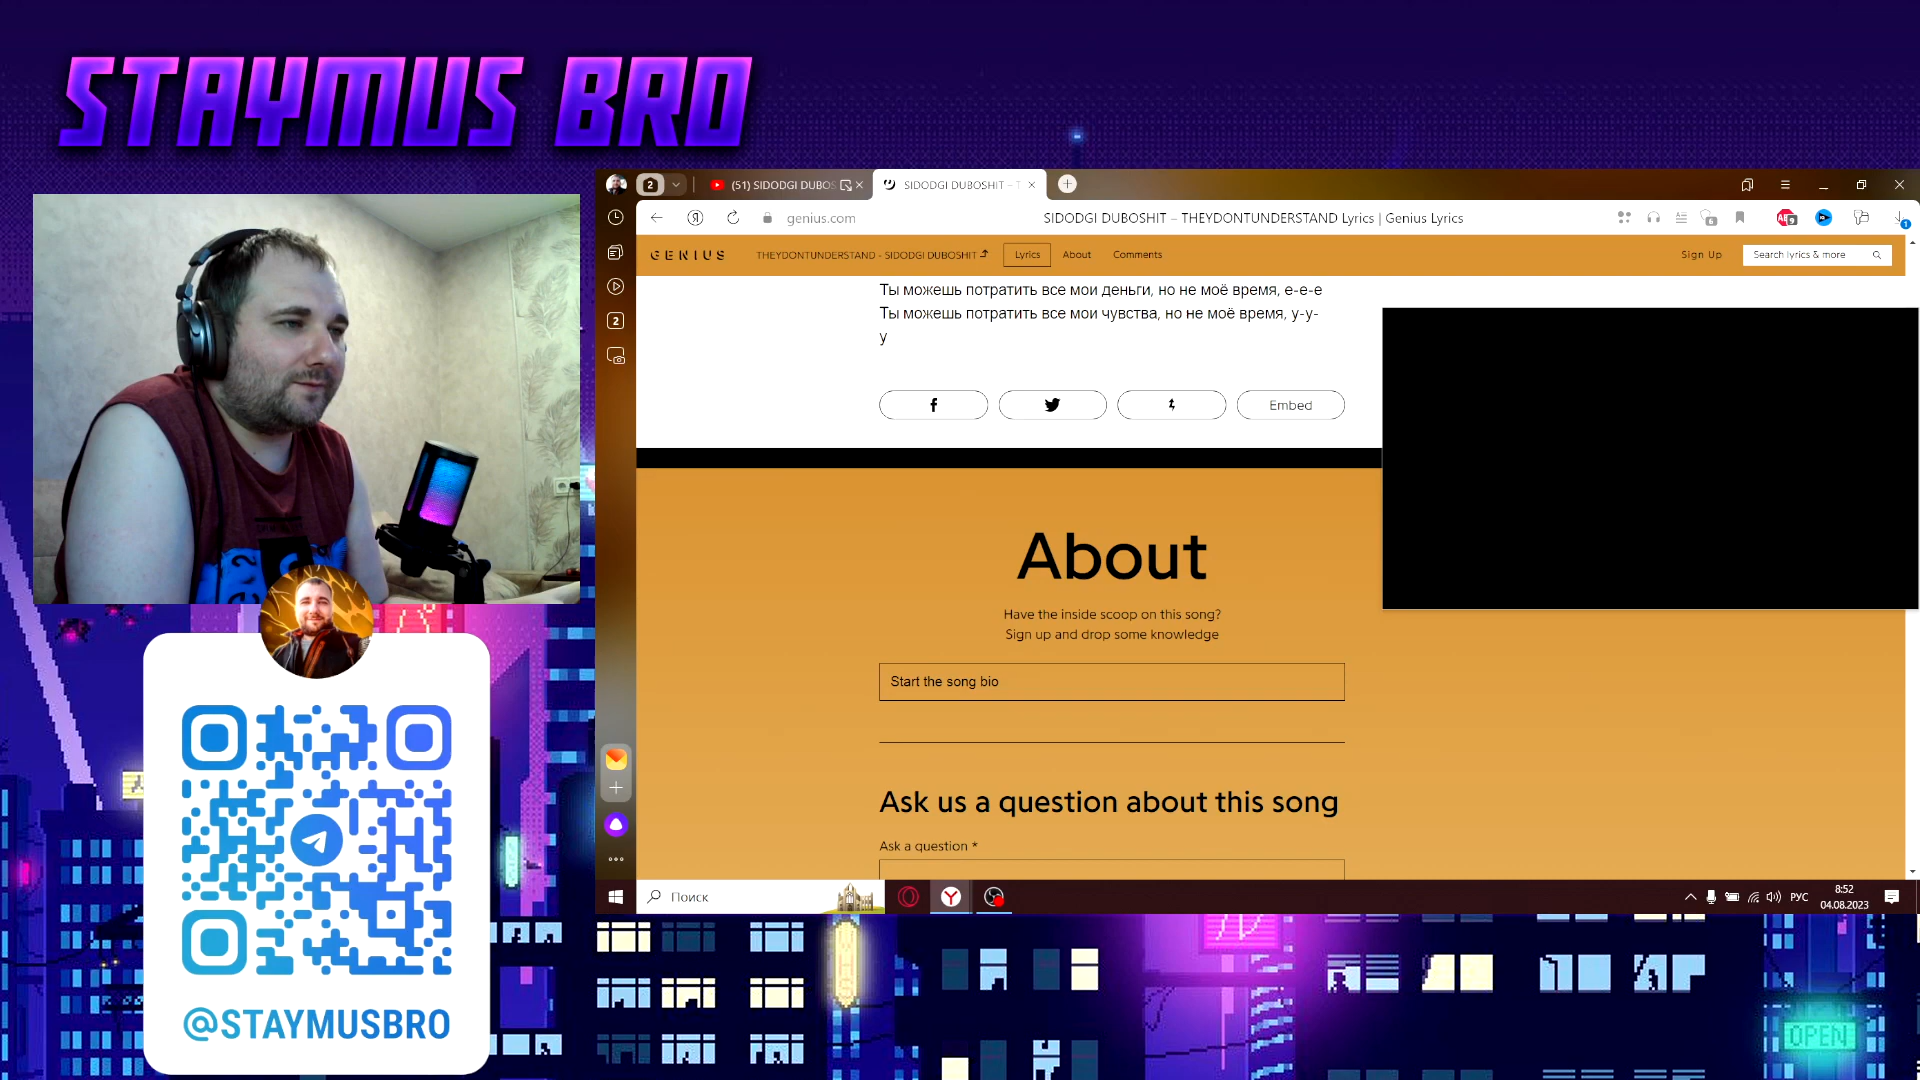 STAYMUS BRO
2
(51) SIDODGI DUBOS
SIDODGI DUBOSHIT – T
genius.com
SIDODGI DUBOSHIT – THEYDONTUNDERSTAND Lyrics | Genius Lyrics
GENIUS
THEYDONTUNDERSTAND - SIDODGI DUBOSHIT
Lyrics
About
Comments
Sign Up
Search lyrics & more
Ты можешь потратить все мои деньги, но не моё время, е-е-е
Ты можешь потратить все мои чувства, но не моё время, у-у-
у
Embed
2
About
Have the inside scoop on this song?
Sign up and drop some knowledge
Start the song bio
Ask us a question about this song
Ask a question *
Поиск
РУС
8:52
04.08.2023
@STAYMUSBRO
OPEN